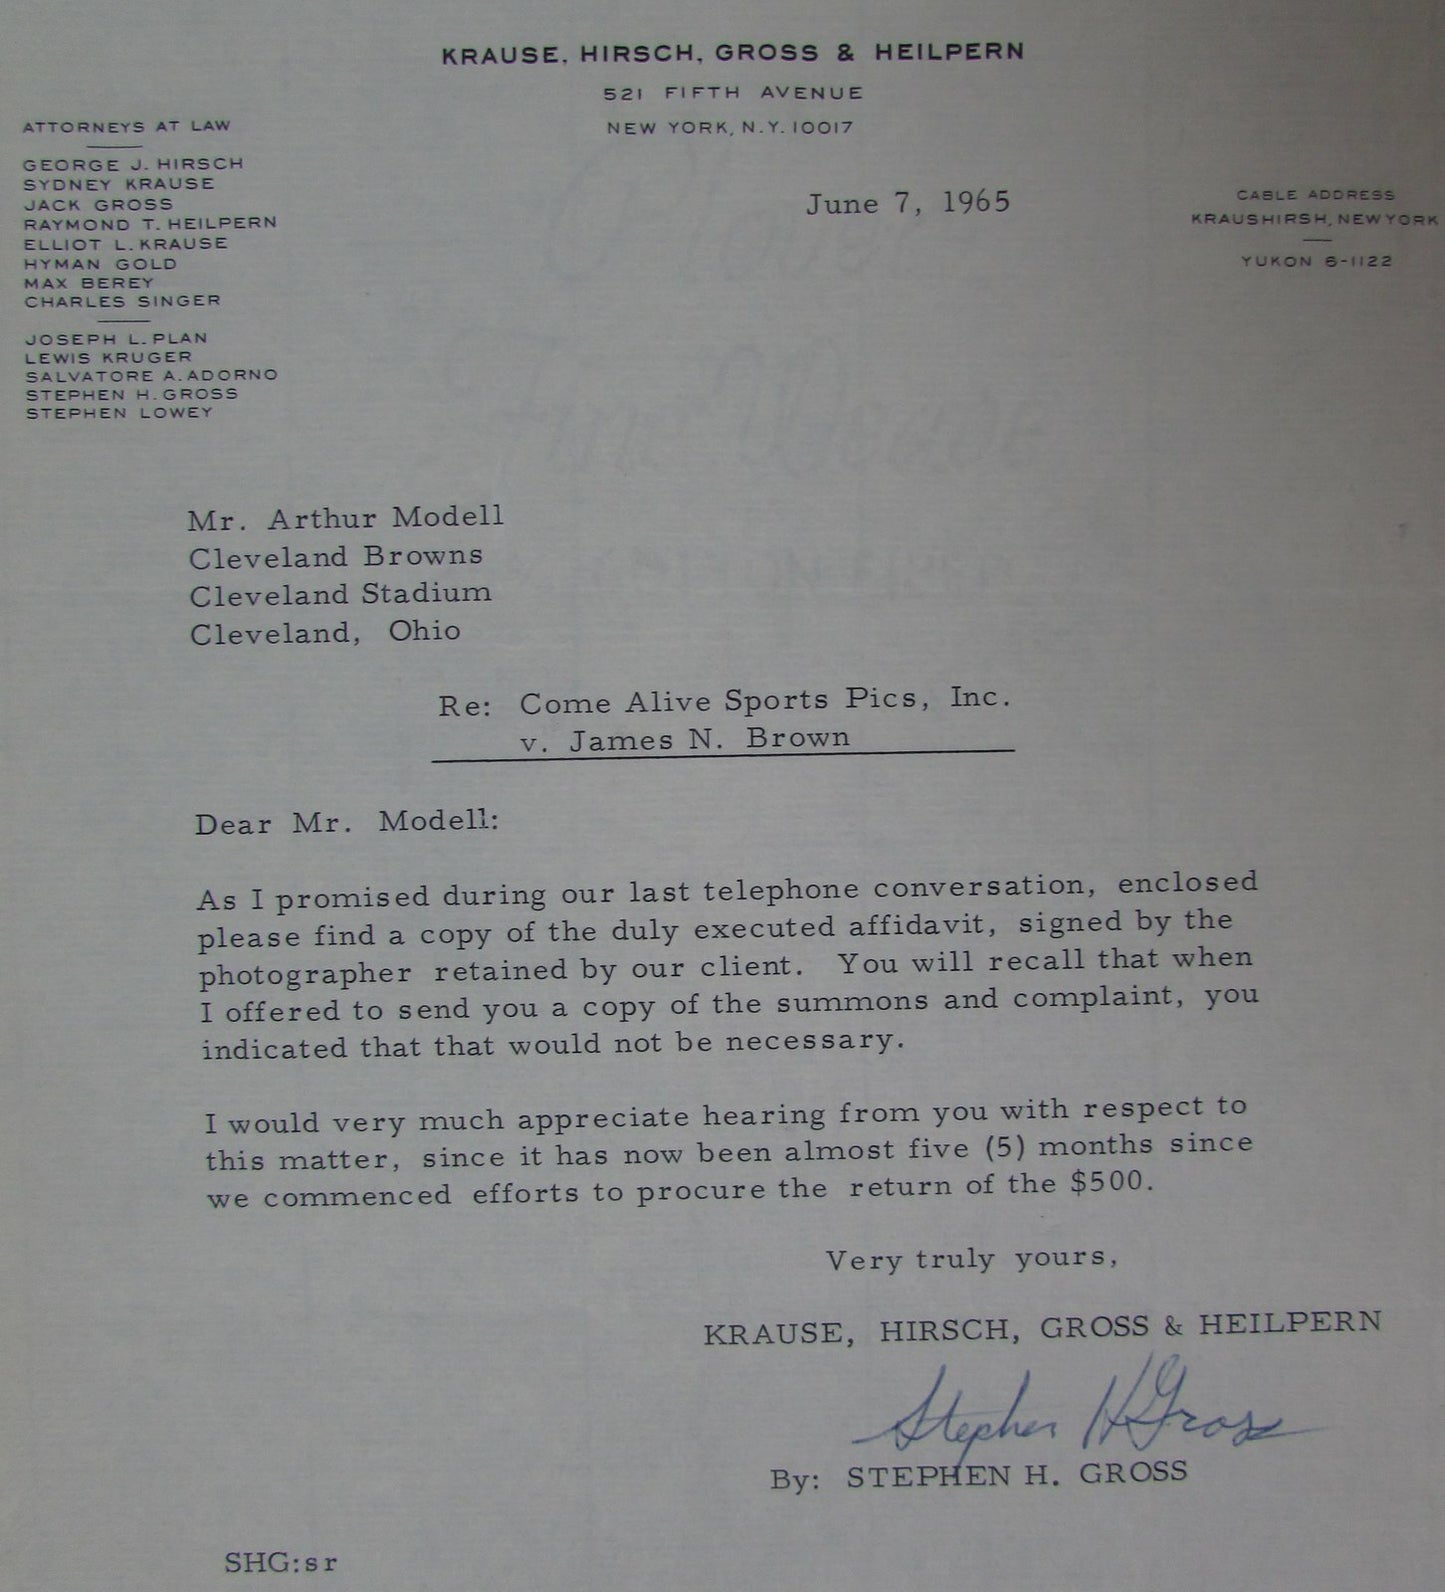 KRAUSE, HIRSCH, GROSS & HEILPERN
521 FIFTH AVENUE
NEW YORK, N.Y. 10017
ATTORNEYS AT LAW
GEORGE J. HIRSCH
SYDNEY KRAUSE
JACK GROSS
RAYMOND T. HEILPERN
ELLIOT L. KRAUSE
HYMAN GOLD
MAX BEREY
CHARLES SINGER
JOSEPH L. PLAN
LEWIS KRUGER
SALVATORE A. ADORNO
STEPHEN H. GROSS
STEPHEN LOWEY
June 7, 1965
CABLE ADDRESS
KRAUSHIRSH, NEW YORK
YUKON 6-1122
Mr. Arthur Modell
Cleveland Browns
Cleveland Stadium
Cleveland, Ohio
Re: Come Alive Sports Pics, Inc.
v. James N. Brown
Dear Mr. Modell:
As I promised during our last telephone conversation, enclosed
please find a copy of the duly executed affidavit, signed by the
photographer retained by our client. You will recall that when
I offered to send you a copy of the summons and complaint, you
indicated that that would not be necessary.
I would very much appreciate hearing from you with respect to
this matter, since it has now been almost five (5) months since
we commenced efforts to procure the return of the $500.
Very truly yours,
KRAUSE, HIRSCH, GROSS & HEILPERN
Stephen H Gross
By: STEPHEN H. GROSS
SHG:sr